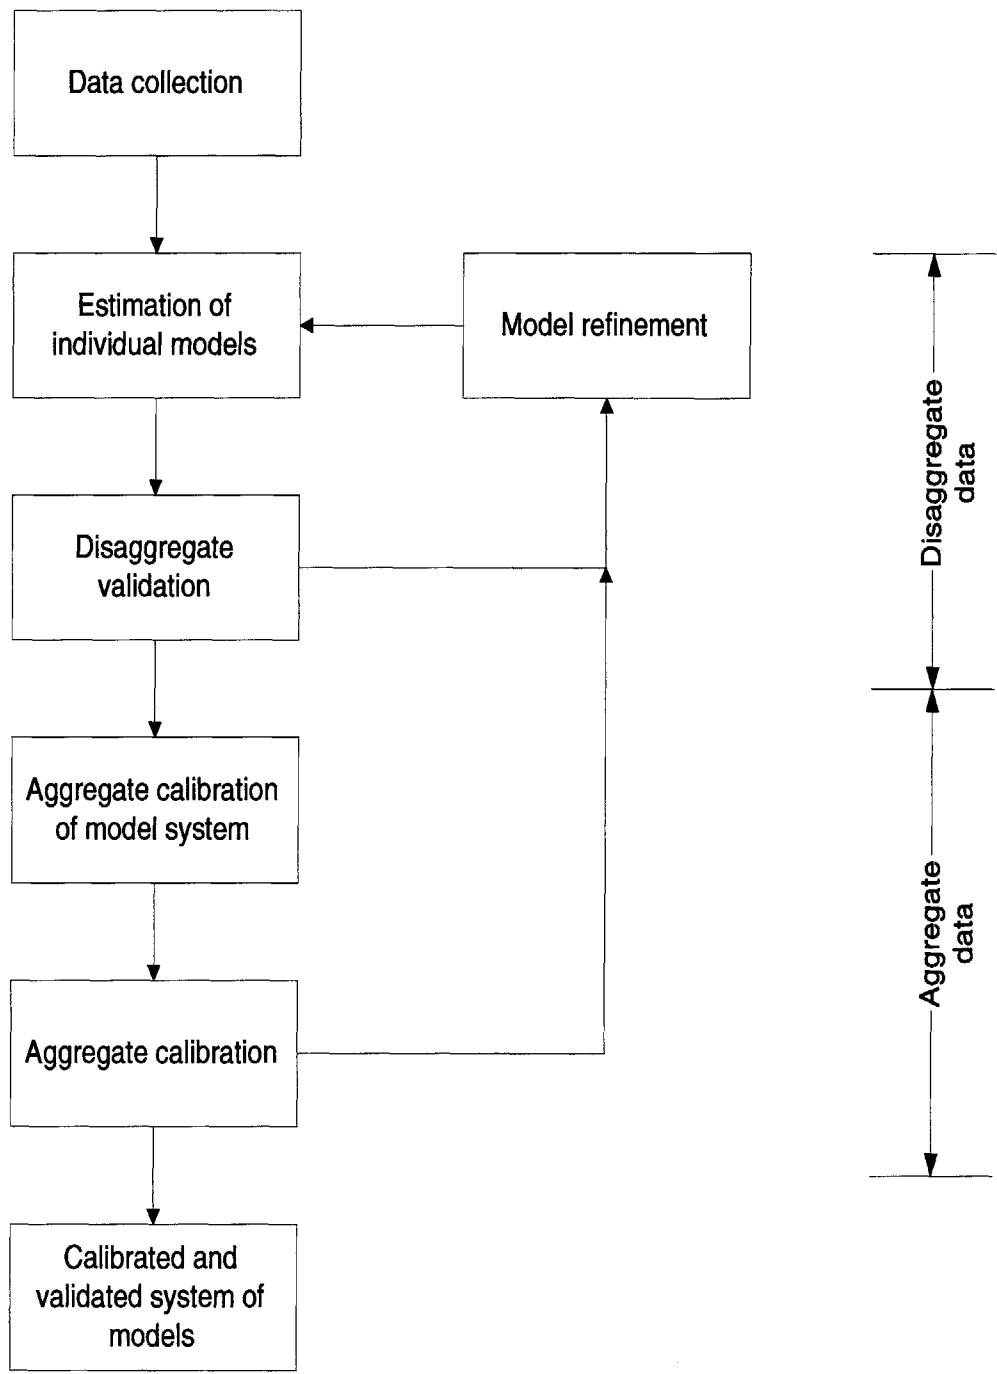 Data collection
Estimation of
individual models
Model refinement
Disaggregate
validation
Aggregate calibration
of model system
Aggregate calibration
Calibrated and
validated system of
models
Disaggregate
data
Aggregate
data